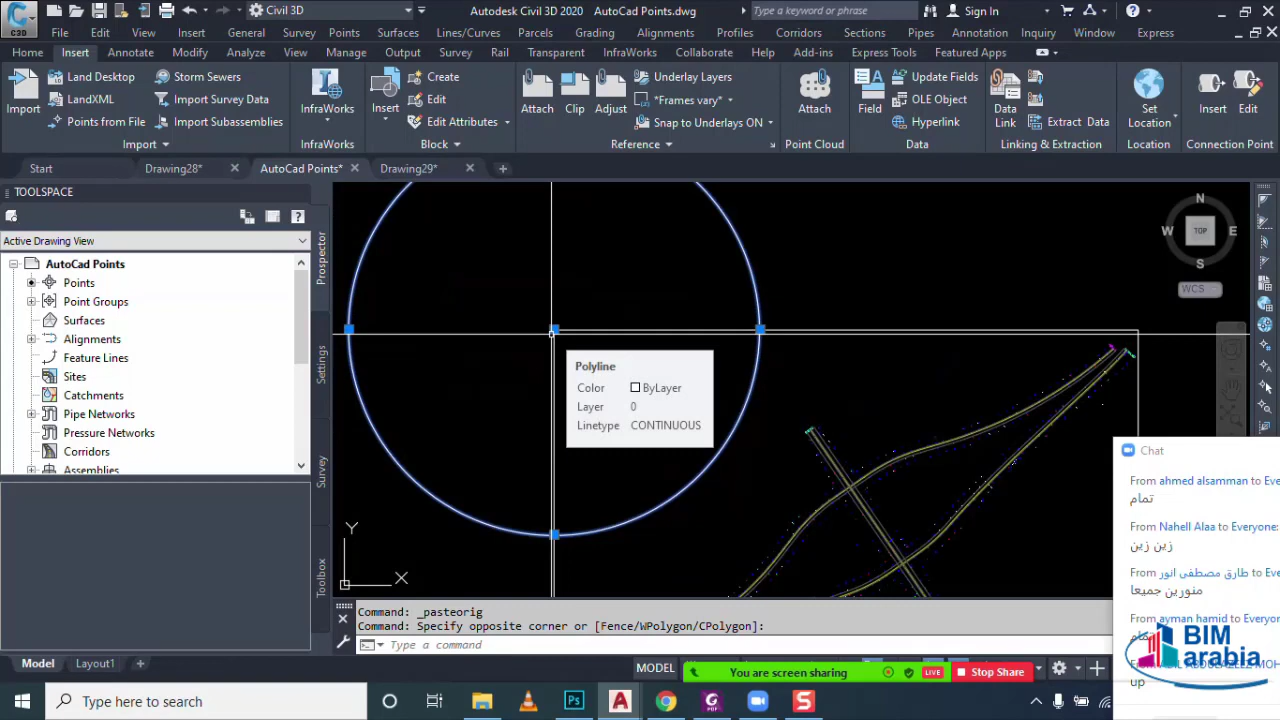 C3D
Civil 3D
Autodesk Civil 3D 2020 AutoCad Points.dwg
Type a keyword or phrase
Sign In
File Edit View Insert General Survey Points Surfaces Lines/Curves Parcels Grading Alignments Profiles Corridors Sections Pipes Annotation Inquiry Window Express
Home Insert Annotate Modify Analyze View Manage Output Survey Rail Transparent InfraWorks Collaborate Help Add-ins Express Tools Featured Apps
Import
Land Desktop
LandXML
Points from File
Storm Sewers
Import Survey Data
Import Subassemblies
InfraWorks
Insert
Create
Edit
Edit Attributes
Attach
Clip
Adjust
Underlay Layers
*Frames vary*
Snap to Underlays ON
Attach
Field
Update Fields
OLE Object
Hyperlink
Data Link
Extract Data
Set Location
Insert
Edit
Import InfraWorks Block Reference Point Cloud Data Linking & Extraction Location Connection Point
Start Drawing28* AutoCad Points* Drawing29*
TOOLSPACE
Active Drawing View
AutoCad Points
Points
Point Groups
Surfaces
Alignments
Feature Lines
Sites
Catchments
Pipe Networks
Pressure Networks
Corridors
Assemblies
Prospector
Settings
Survey
Toolbox
N
W TOP E
S
WCS
Polyline
Color ByLayer
Layer 0
Linetype CONTINUOUS
Y
X
Chat
From ahmed alsamman to Eve
تمام
From Nahell Alaa to Everyone:
زين زين
From طارق مصطفى انور to Eve
منورين جميعا
From ayman hamid to Everyon
up
BIM
arabia
Command: _pasteorig
Command: Specify opposite corner or [Fence/WPolygon/CPolygon]:
Type a command
Model Layout1
MODEL
You are screen sharing LIVE Stop Share
Type here to search